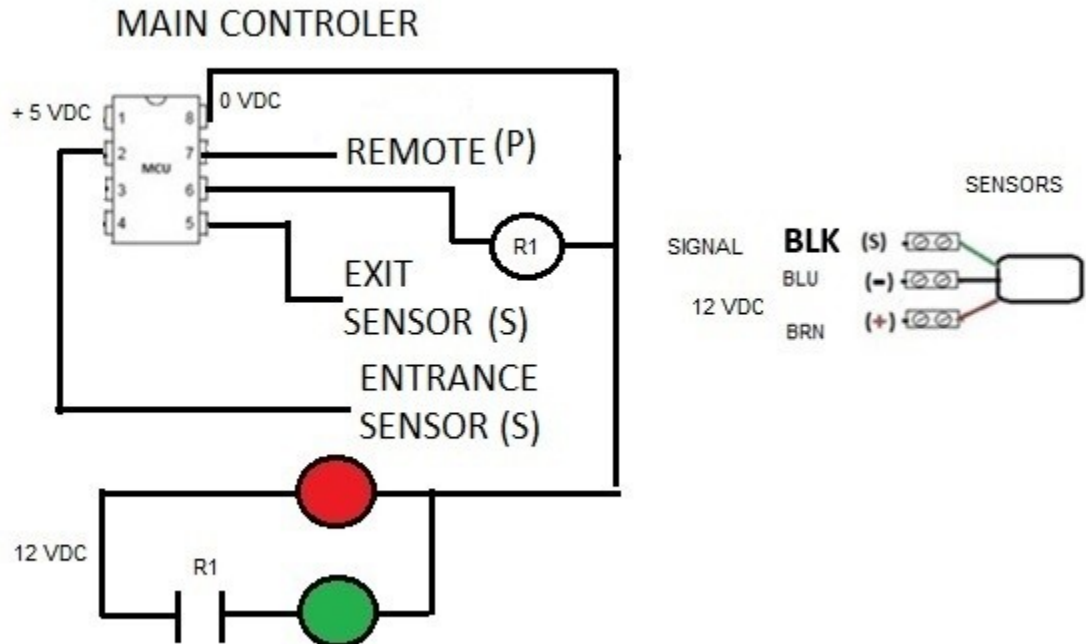 MAIN CONTROLER
+ 5 VDC
0 VDC
1
8
2
7
MCU
3
6
4
5
REMOTE (P)
R1
EXIT
SENSOR (S)
ENTRANCE
SENSOR (S)
12 VDC
R1
SENSORS
SIGNAL
BLK (S)
BLU (-)
12 VDC
BRN (+)